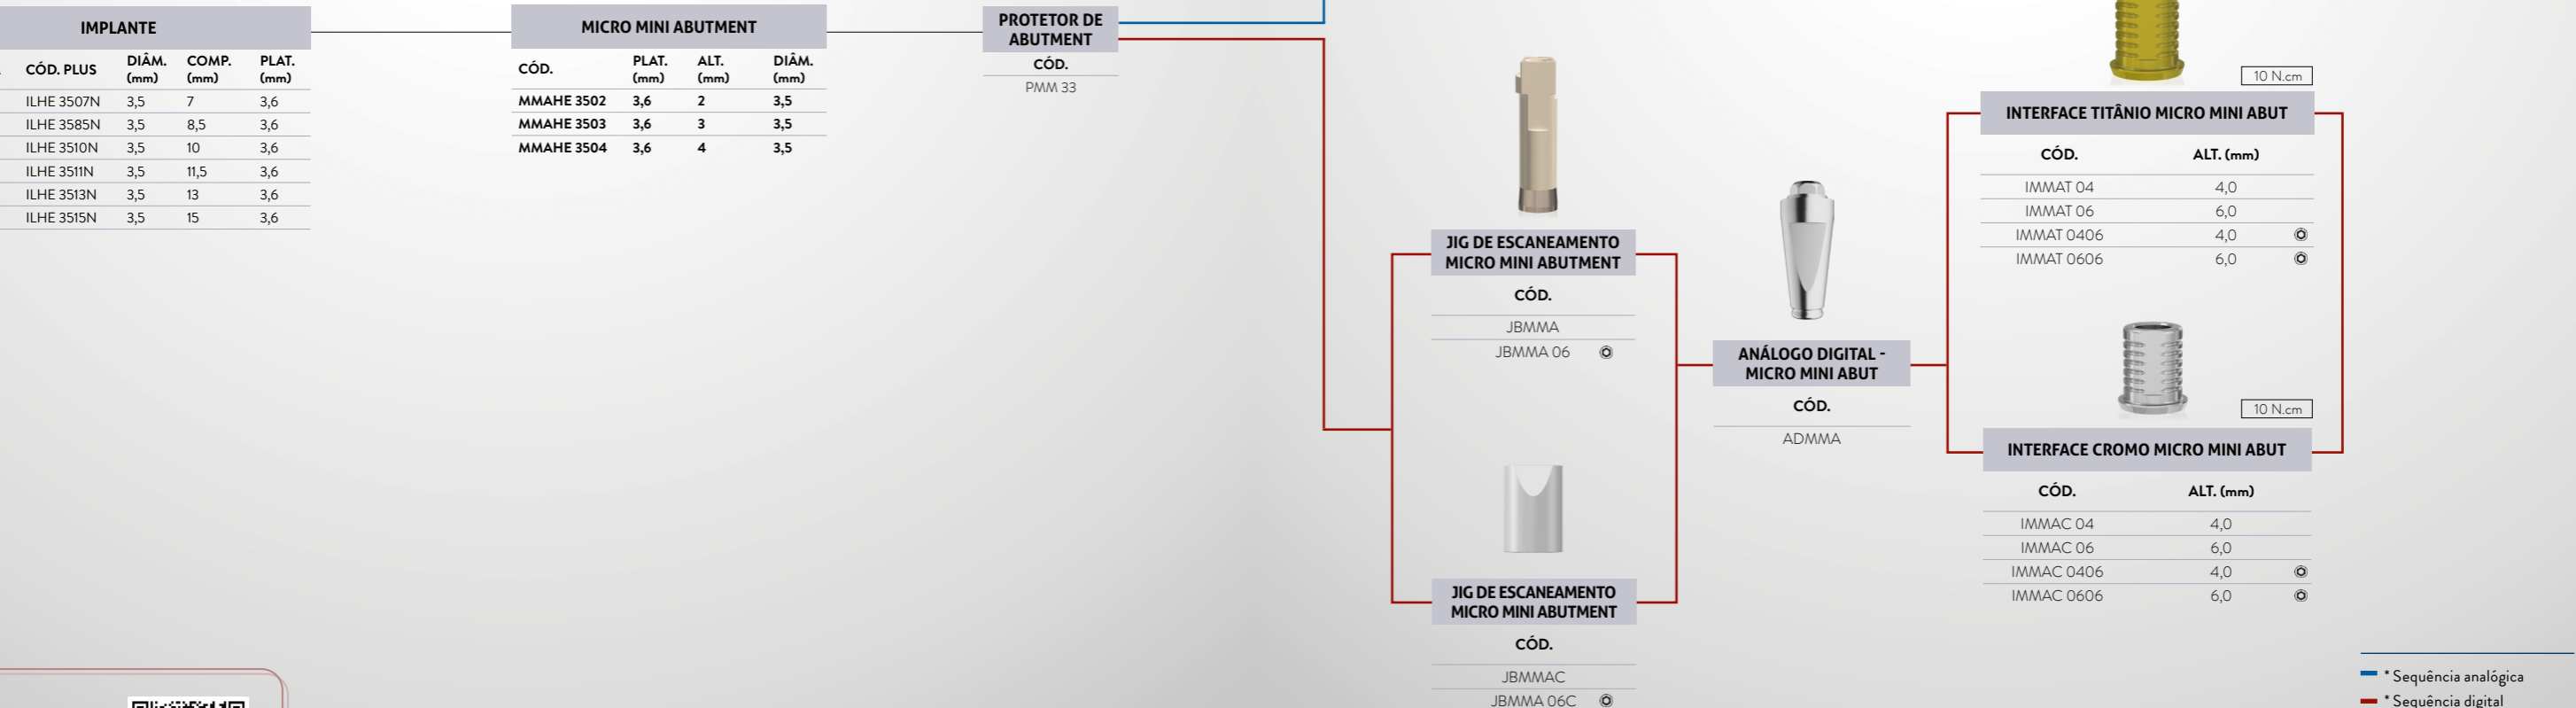 IMPLANTE
CÓD. PLUS DIÂM. (mm) COMP. (mm) PLAT. (mm)
ILHE 3507N 3,5 7 3,6
ILHE 3585N 3,5 8,5 3,6
ILHE 3510N 3,5 10 3,6
ILHE 3511N 3,5 11,5 3,6
ILHE 3513N 3,5 13 3,6
ILHE 3515N 3,5 15 3,6
MICRO MINI ABUTMENT
CÓD. PLAT. (mm) ALT. (mm) DIÂM. (mm)
MMAHE 3502 3,6 2 3,5
MMAHE 3503 3,6 3 3,5
MMAHE 3504 3,6 4 3,5
PROTETOR DE
ABUTMENT
CÓD.
PMM 33
JIG DE ESCANEAMENTO
MICRO MINI ABUTMENT
CÓD.
JBMMA
JBMMA 06
JIG DE ESCANEAMENTO
MICRO MINI ABUTMENT
CÓD.
JBMMAC
JBMMA 06C
ANÁLOGO DIGITAL -
MICRO MINI ABUT
CÓD.
ADMMA
10 N.cm
INTERFACE TITÂNIO MICRO MINI ABUT
CÓD. ALT. (mm)
IMMAT 04 4,0
IMMAT 06 6,0
IMMAT 0406 4,0
IMMAT 0606 6,0
10 N.cm
INTERFACE CROMO MICRO MINI ABUT
CÓD. ALT. (mm)
IMMAC 04 4,0
IMMAC 06 6,0
IMMAC 0406 4,0
IMMAC 0606 6,0
* Sequência analógica
* Sequência digital